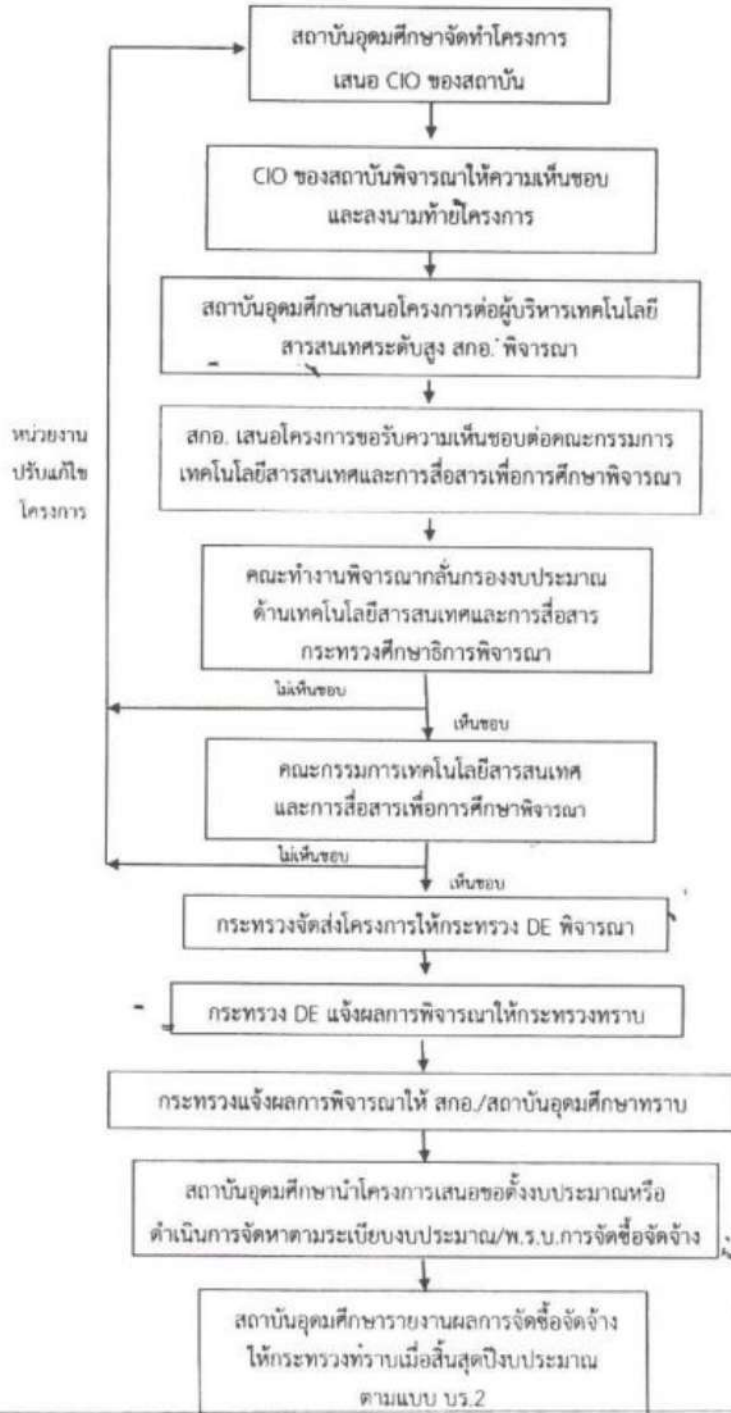 สถาบันอุดมศึกษาจัดทำโครงการ
เสนอ CIO ของสถาบัน
CIO ของสถาบันพิจารณาให้ความเห็นชอบ
และลงนามท้ายโครงการ
สถาบันอุดมศึกษาเสนอโครงการต่อผู้บริหารเทคโนโลยี
สารสนเทศระดับสูง สกอ. พิจารณา
หน่วยงาน
ปรับแก้ไข
โครงการ
สกอ. เสนอโครงการขอรับความเห็นชอบต่อคณะกรรมการ
เทคโนโลยีสารสนเทศและการสื่อสารเพื่อการศึกษาพิจารณา
คณะทำงานพิจารณากลั่นกรองงบประมาณ
ด้านเทคโนโลยีสารสนเทศและการสื่อสาร
กระทรวงศึกษาธิการพิจารณา
ไม่เห็นชอบ
เห็นชอบ
คณะกรรมการเทคโนโลยีสารสนเทศ
และการสื่อสารเพื่อการศึกษาพิจารณา
ไม่เห็นชอบ
เห็นชอบ
กระทรวงจัดส่งโครงการให้กระทรวง DE พิจารณา
กระทรวง DE แจ้งผลการพิจารณาให้กระทรวงทราบ
กระทรวงแจ้งผลการพิจารณาให้ สกอ./สถาบันอุดมศึกษาทราบ
สถาบันอุดมศึกษานำโครงการเสนอขอตั้งงบประมาณหรือ
ดำเนินการจัดหาตามระเบียบงบประมาณ/พ.ร.บ.การจัดซื้อจัดจ้าง
สถาบันอุดมศึกษารายงานผลการจัดซื้อจัดจ้าง
ให้กระทรวงทราบเมื่อสิ้นสุดปีงบประมาณ
ตามแบบ บร.2